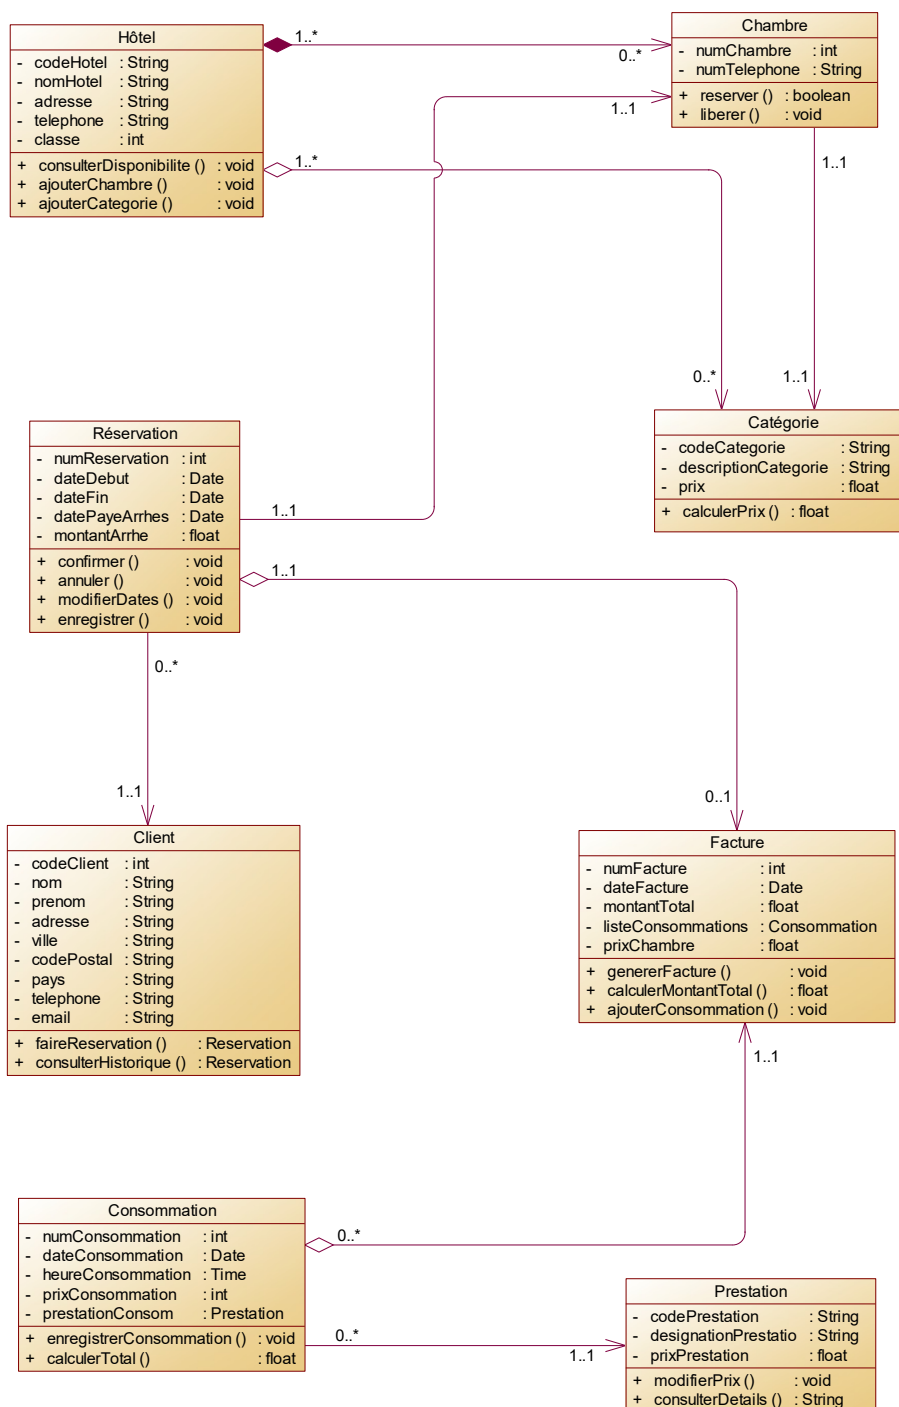 Hôtel
- codeHotel : String
- nomHotel : String
- adresse : String
- telephone : String
- classe : int
+ consulterDisponibilite () : void
+ ajouterChambre () : void
+ ajouterCategorie () : void
1..*
0..*
Chambre
- numChambre : int
- numTelephone : String
+ reserver () : boolean
+ liberer () : void
1..1
1..*
1..1
0..*
1..1
Catégorie
- codeCategorie : String
- descriptionCategorie : String
- prix : float
+ calculerPrix () : float
Réservation
- numReservation : int
- dateDebut : Date
- dateFin : Date
- datePayeArrhes : Date
- montantArrhe : float
+ confirmer () : void
+ annuler () : void
+ modifierDates () : void
+ enregistrer () : void
1..1
1..1
0..*
1..1
0..1
Client
- codeClient : int
- nom : String
- prenom : String
- adresse : String
- ville : String
- codePostal : String
- pays : String
- telephone : String
- email : String
+ faireReservation () : Reservation
+ consulterHistorique () : Reservation
Facture
- numFacture : int
- dateFacture : Date
- montantTotal : float
- listeConsommations : Consommation
- prixChambre : float
+ genererFacture () : void
+ calculerMontantTotal () : float
+ ajouterConsommation () : void
1..1
Consommation
- numConsommation : int
- dateConsommation : Date
- heureConsommation : Time
- prixConsommation : int
- prestationConsom : Prestation
+ enregistrerConsommation () : void
+ calculerTotal () : float
0..*
0..*
1..1
Prestation
- codePrestation : String
- designationPrestatio : String
- prixPrestation : float
+ modifierPrix () : void
+ consulterDetails () : String